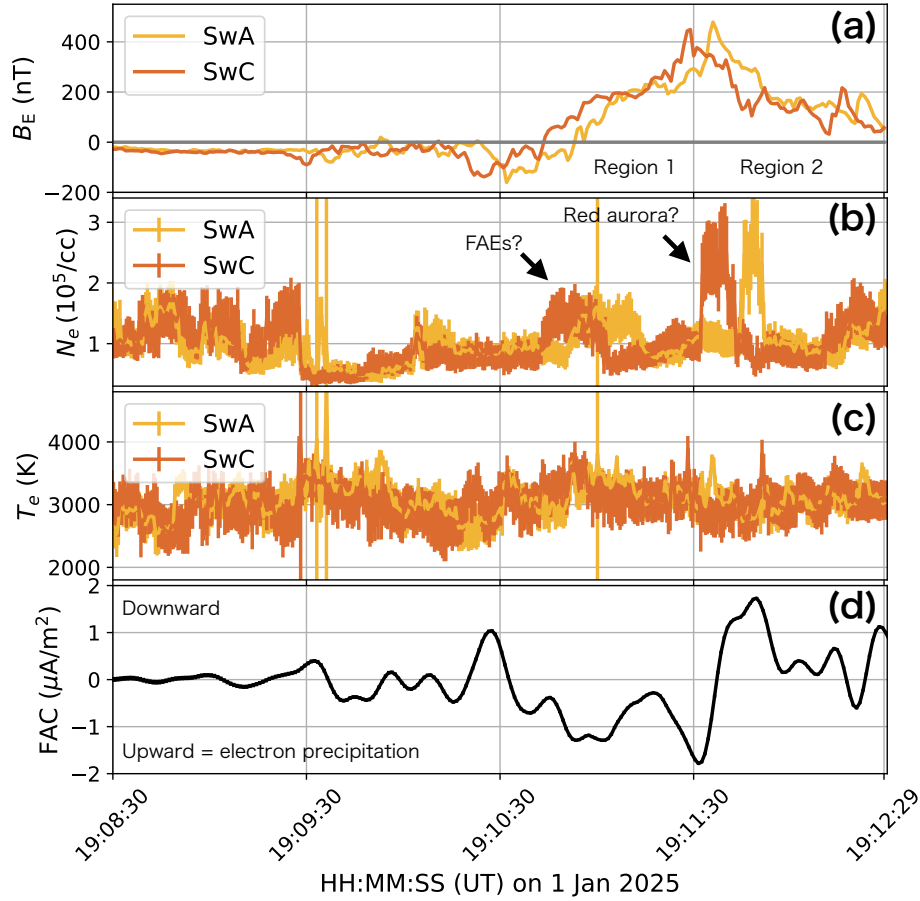 (a)
SwA
SwC
400
200
0
−200
B_E (nT)
Region 1
Region 2
(b)
SwA
SwC
3
2
1
N_e (10^5/cc)
FAEs?
Red aurora?
(c)
SwA
SwC
4000
3000
2000
T_e (K)
(d)
Downward
2
1
0
−1
−2
FAC (μA/m²)
Upward = electron precipitation
19:08:30
19:09:30
19:10:30
19:11:30
19:12:29
HH:MM:SS (UT) on 1 Jan 2025